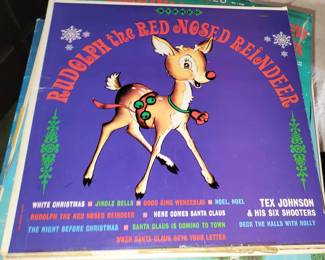 RUDOLPH the RED NOSED REINDEER
WHITE CHRISTMAS • JINGLE BELLS • GOOD KING WENCESLAS • NOEL, NOEL
RUDOLPH THE RED NOSED REINDEER • HERE COMES SANTA CLAUS
THE NIGHT BEFORE CHRISTMAS • SANTA CLAUS IS COMING TO TOWN
WHEN SANTA GETS YOUR LETTER
TEX JOHNSON
& HIS SIX SHOOTERS
DECK THE HALLS WITH HOLLY